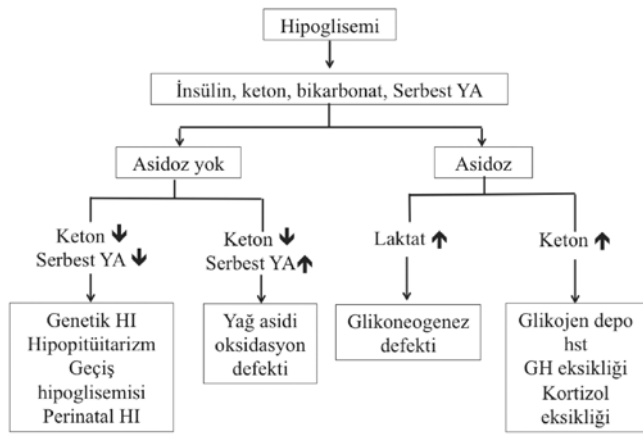 Hipoglisemi
İnsülin, keton, bikarbonat, Serbest YA
Asidoz yok
Asidoz
Keton ↓
Serbest YA ↓
Keton ↓
Serbest YA ↑
Laktat ↑
Keton ↑
Genetik HI
Hipopitüitarizm
Geçiş
hipoglisemisi
Perinatal HI
Yağ asidi
oksidasyon
defekti
Glikoneogenez
defekti
Glikojen depo
hst
GH eksikliği
Kortizol
eksikliği